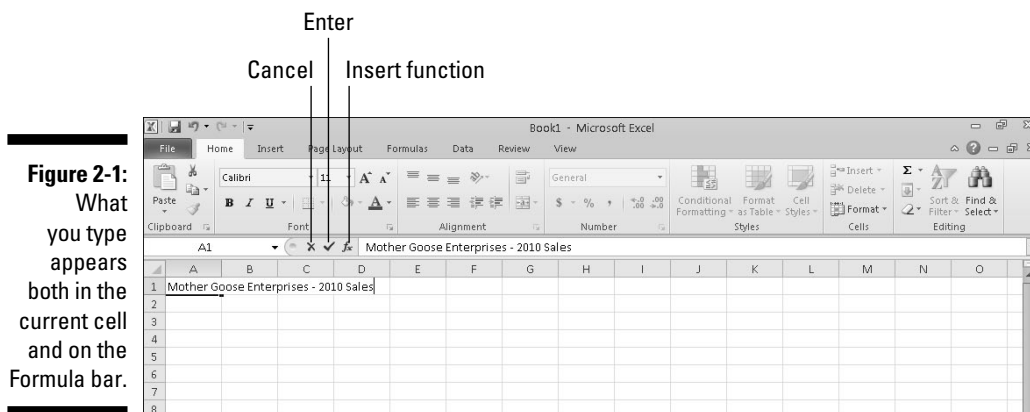 Enter
Cancel Insert function
Figure 2-1:
What
you type
appears
both in the
current cell
and on the
Formula bar.
Book1 - Microsoft Excel
File Home Insert Page Layout Formulas Data Review View
Calibri 11 A A General Σ Insert
Paste Delete
B I U A $ % , .0 .00 .00 .0 Conditional Format Cell Format Sort & Find &
Formatting as Table Styles Filter Select
Clipboard Font Alignment Number Styles Cells Editing
A1 fx Mother Goose Enterprises - 2010 Sales
A B C D E F G H I J K L M N O
1 Mother Goose Enterprises - 2010 Sales
2
3
4
5
6
7
8